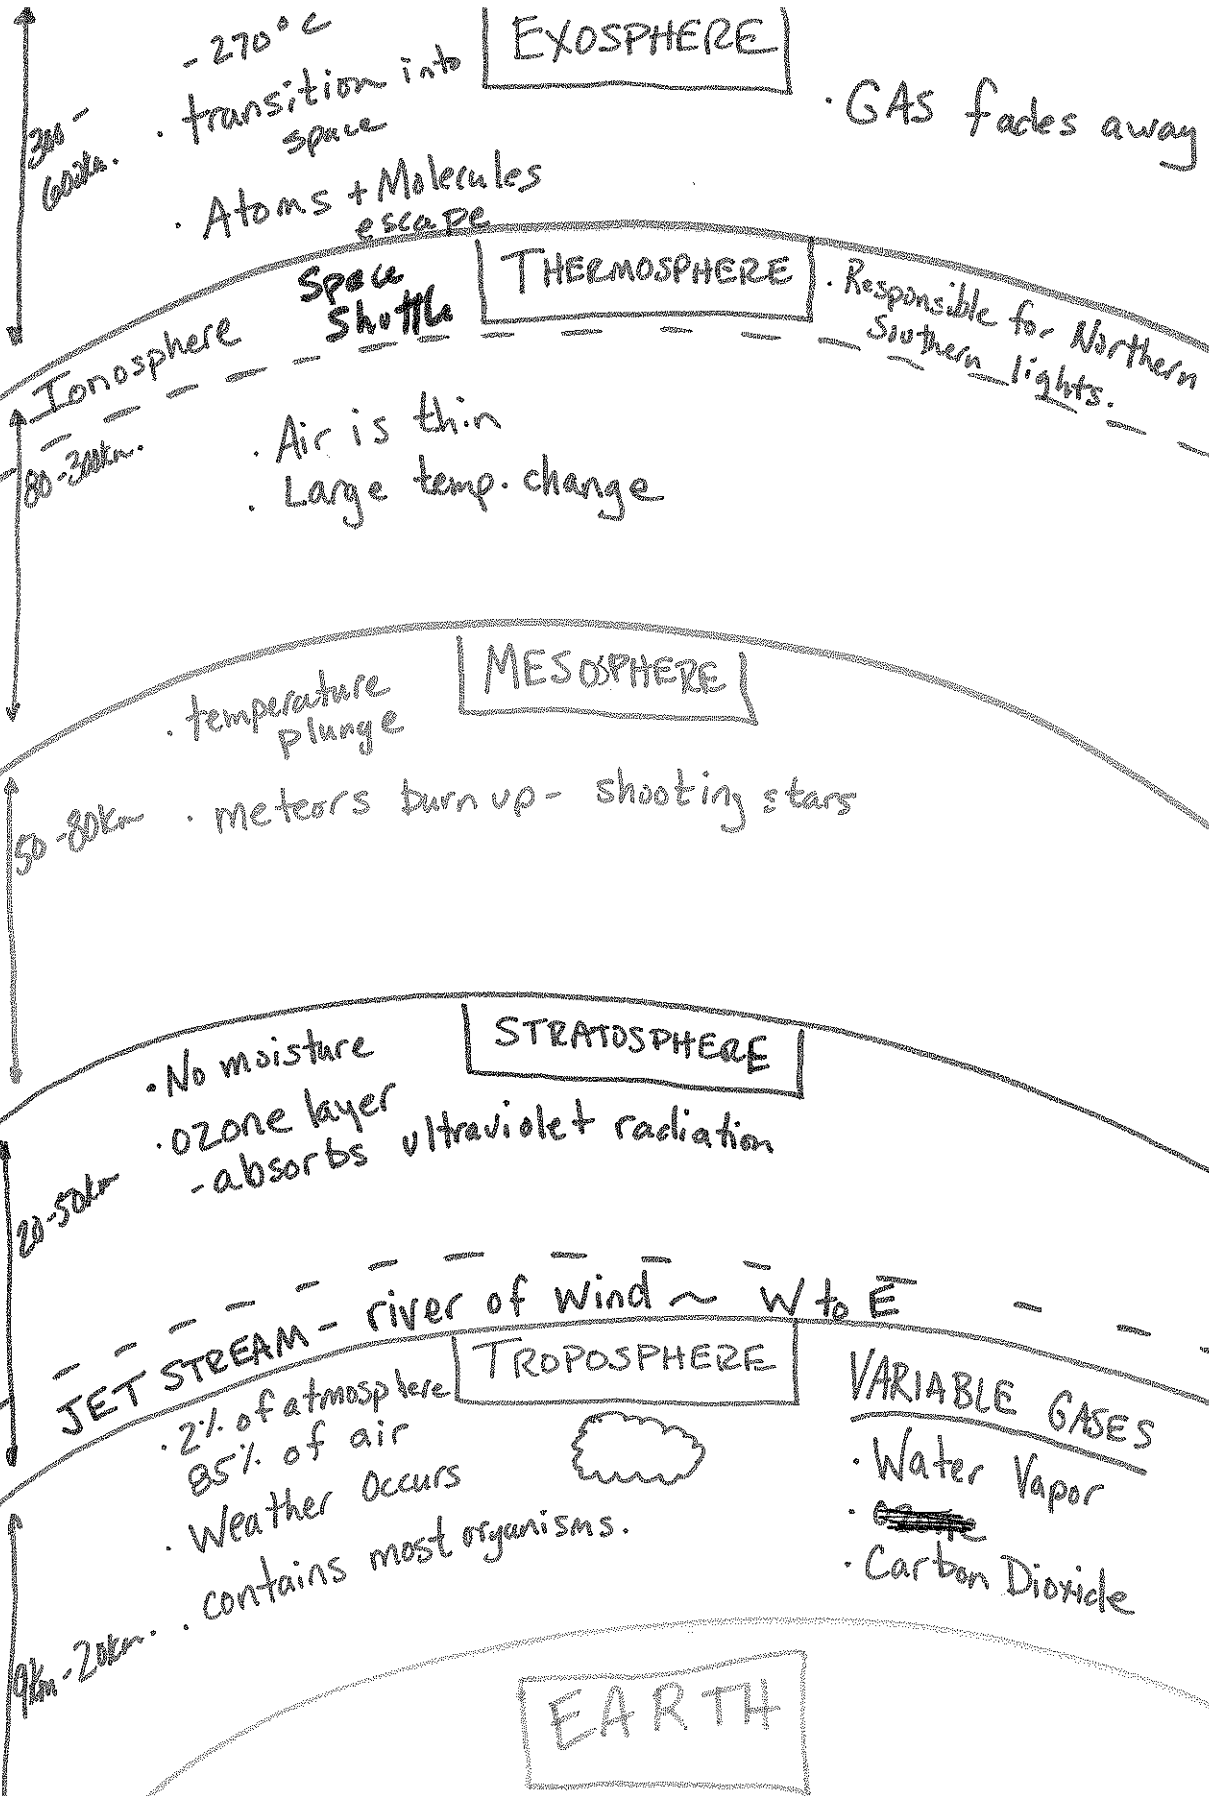 - 270°C
EXOSPHERE
· transition into
space
· GAS fades away
300-
600km.
· Atoms + Molecules
escape
THERMOSPHERE
Space
Shuttle
· Responsible for Northern
Southern lights.
Ionosphere
80-300km.
· Air is thin
· Large temp. change
MESOSPHERE
· temperature
plunge
50-80km
· meteors burn up - shooting stars
STRATOSPHERE
· No moisture
· ozone layer
- absorbs ultraviolet radiation
20-50km
JET STREAM - river of wind ~ W to E
TROPOSPHERE
· 2% of atmosphere
85% of air
· Weather occurs
· contains most organisms.
VARIABLE GASES
· Water Vapor
· Carbon Dioxide
9km-20km.
EARTH